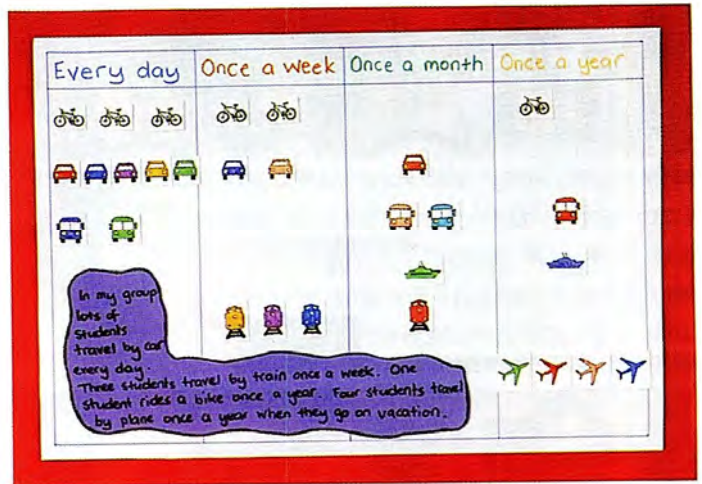 Every day Once a week Once a month Once a year
In my group
lots of
students
travel by car
every day.
Three students travel by train once a week. One
student rides a bike once a year. Four students travel
by plane once a year when they go on vacation.